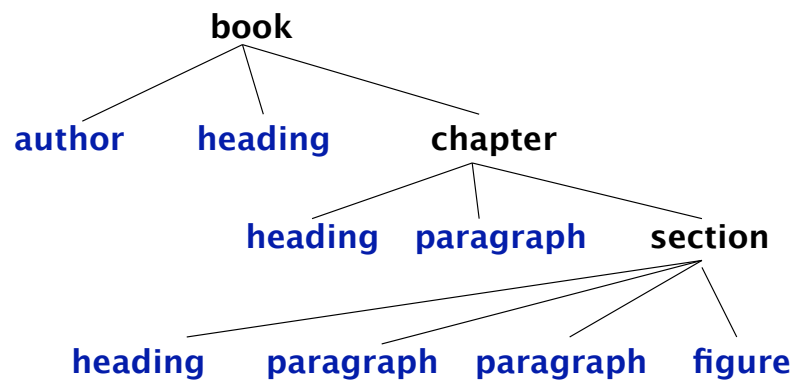 book
author heading chapter
heading paragraph section
heading paragraph paragraph figure